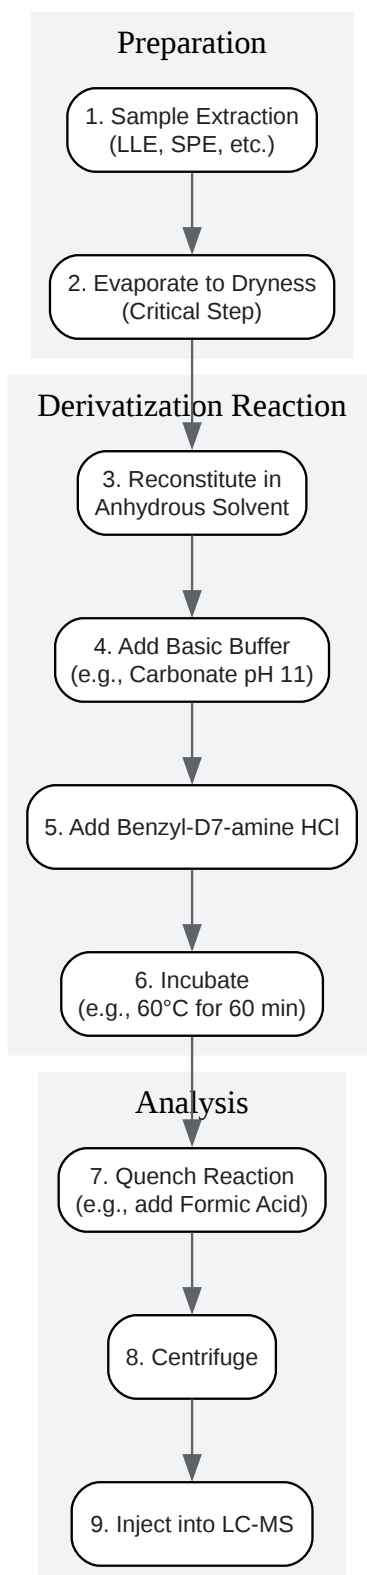 Preparation
1. Sample Extraction
(LLE, SPE, etc.)
2. Evaporate to Dryness
(Critical Step)
Derivatization Reaction
3. Reconstitute in
Anhydrous Solvent
4. Add Basic Buffer
(e.g., Carbonate pH 11)
5. Add Benzyl-D7-amine HCl
6. Incubate
(e.g., 60°C for 60 min)
Analysis
7. Quench Reaction
(e.g., add Formic Acid)
8. Centrifuge
9. Inject into LC-MS